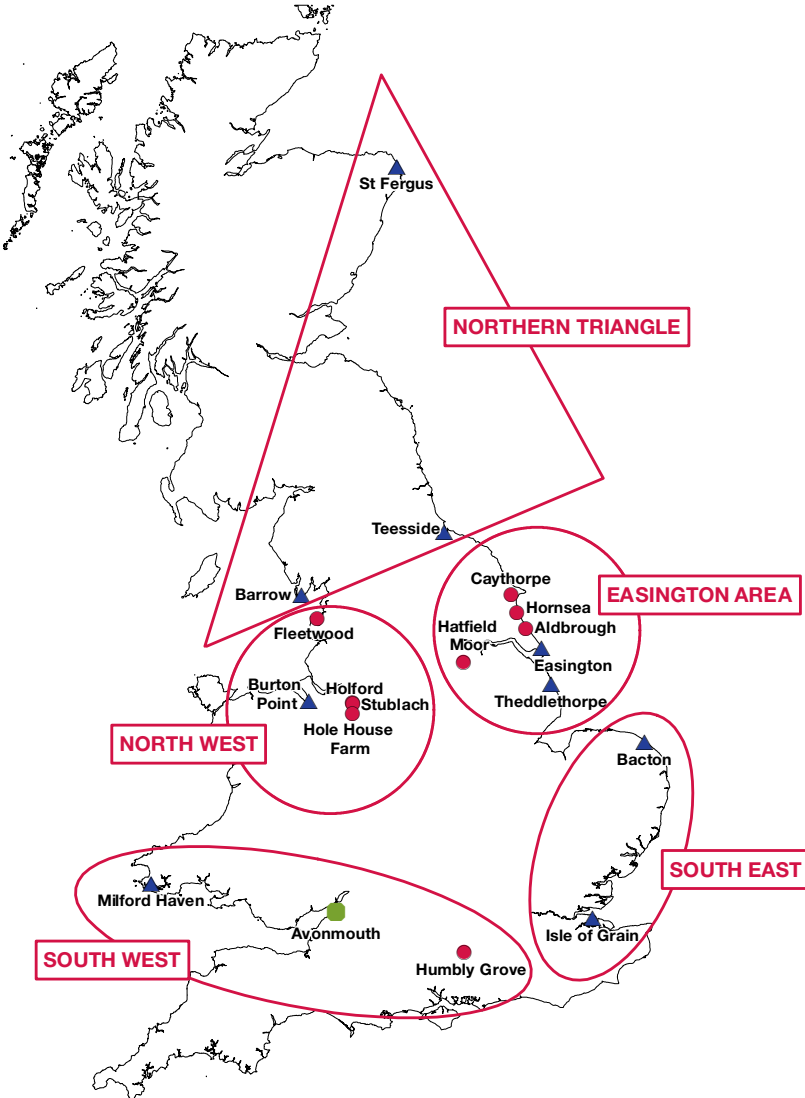 St Fergus
NORTHERN TRIANGLE
Teesside
Caythorpe
EASINGTON AREA
Barrow
Hornsea
Aldbrough
Fleetwood
Hatfield
Moor
Easington
Theddlethorpe
Burton
Point
Holford
Stublach
Hole House
Farm
NORTH WEST
Bacton
SOUTH EAST
Milford Haven
Avonmouth
Isle of Grain
SOUTH WEST
Humbly Grove